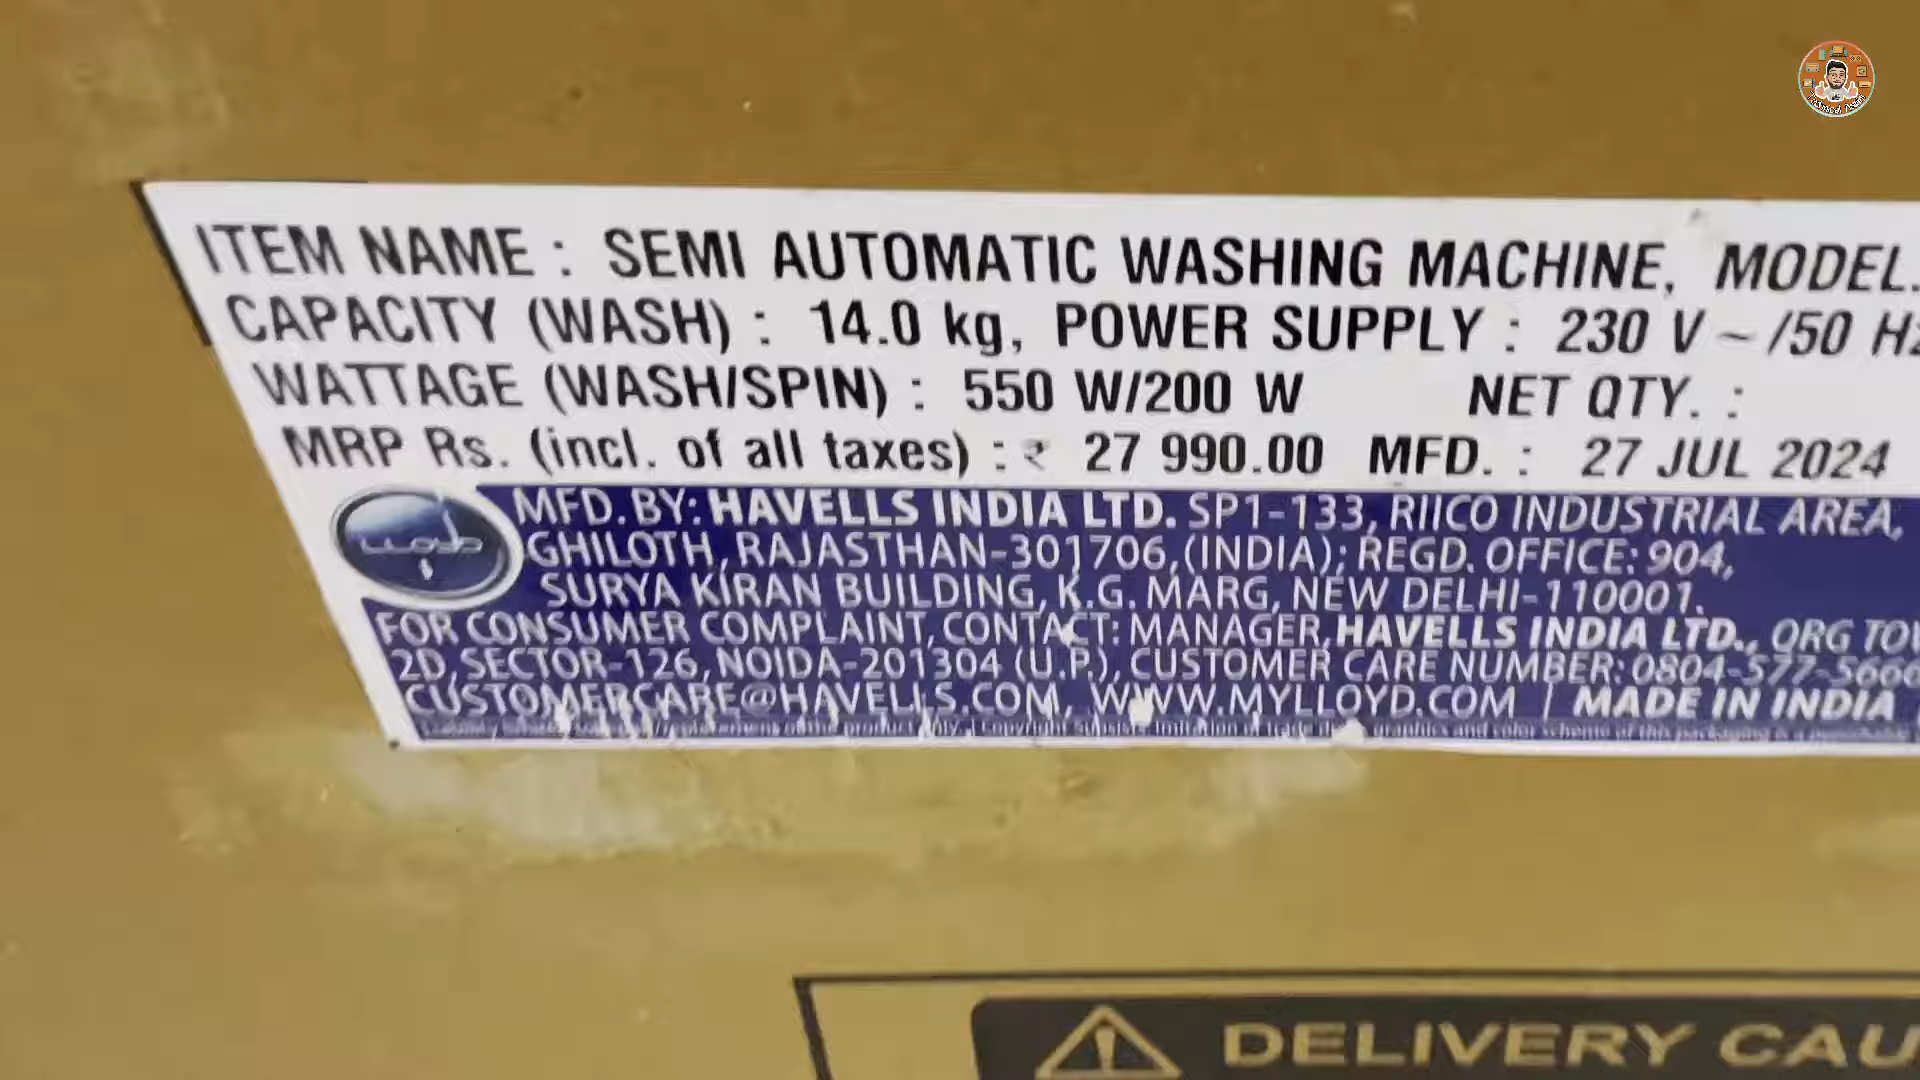 ITEM NAME : SEMI AUTOMATIC WASHING MACHINE, MODEL.
CAPACITY (WASH) : 14.0 kg, POWER SUPPLY : 230 V ~ /50 Hz
WATTAGE (WASH/SPIN) : 550 W/200 W NET QTY. :
MRP Rs. (incl. of all taxes) : ₹ 27 990.00 MFD. : 27 JUL 2024
MFD. BY: HAVELLS INDIA LTD. SP1-133, RIICO INDUSTRIAL AREA,
GHILOTH, RAJASTHAN-301706, (INDIA); REGD. OFFICE: 904,
SURYA KIRAN BUILDING, K.G. MARG, NEW DELHI-110001.
FOR CONSUMER COMPLAINT, CONTACT: MANAGER, HAVELLS INDIA LTD., QRG
2D, SECTOR-126, NOIDA-201304 (U.P.), CUSTOMER CARE NUMBER: 0804-577-5666
CUSTOMERCARE@HAVELLS.COM, WWW.MYLLOYD.COM | MADE IN INDIA
DELIVERY